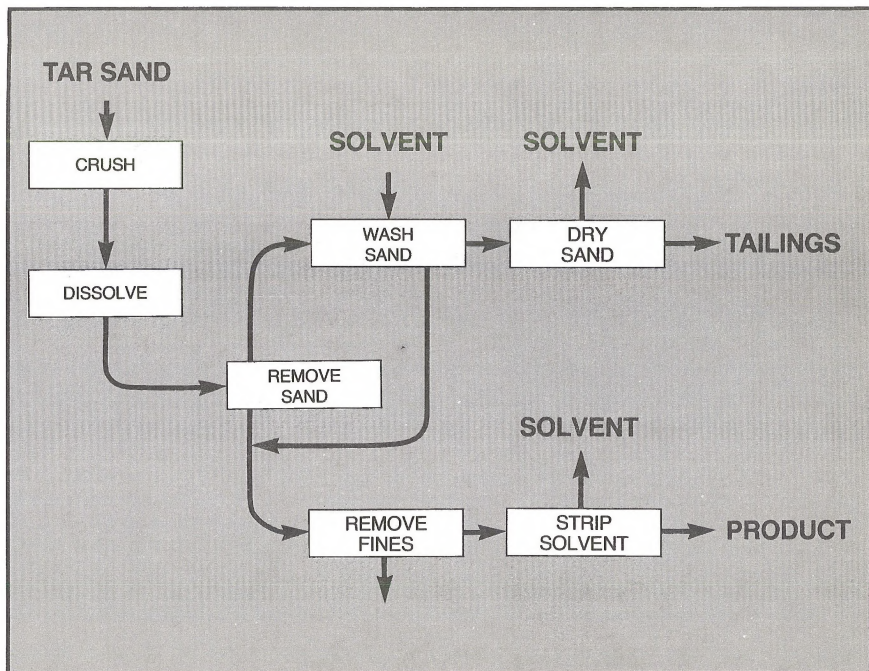 TAR SAND
CRUSH
DISSOLVE
REMOVE
SAND
SOLVENT
WASH
SAND
SOLVENT
DRY
SAND
TAILINGS
REMOVE
FINES
SOLVENT
STRIP
SOLVENT
PRODUCT